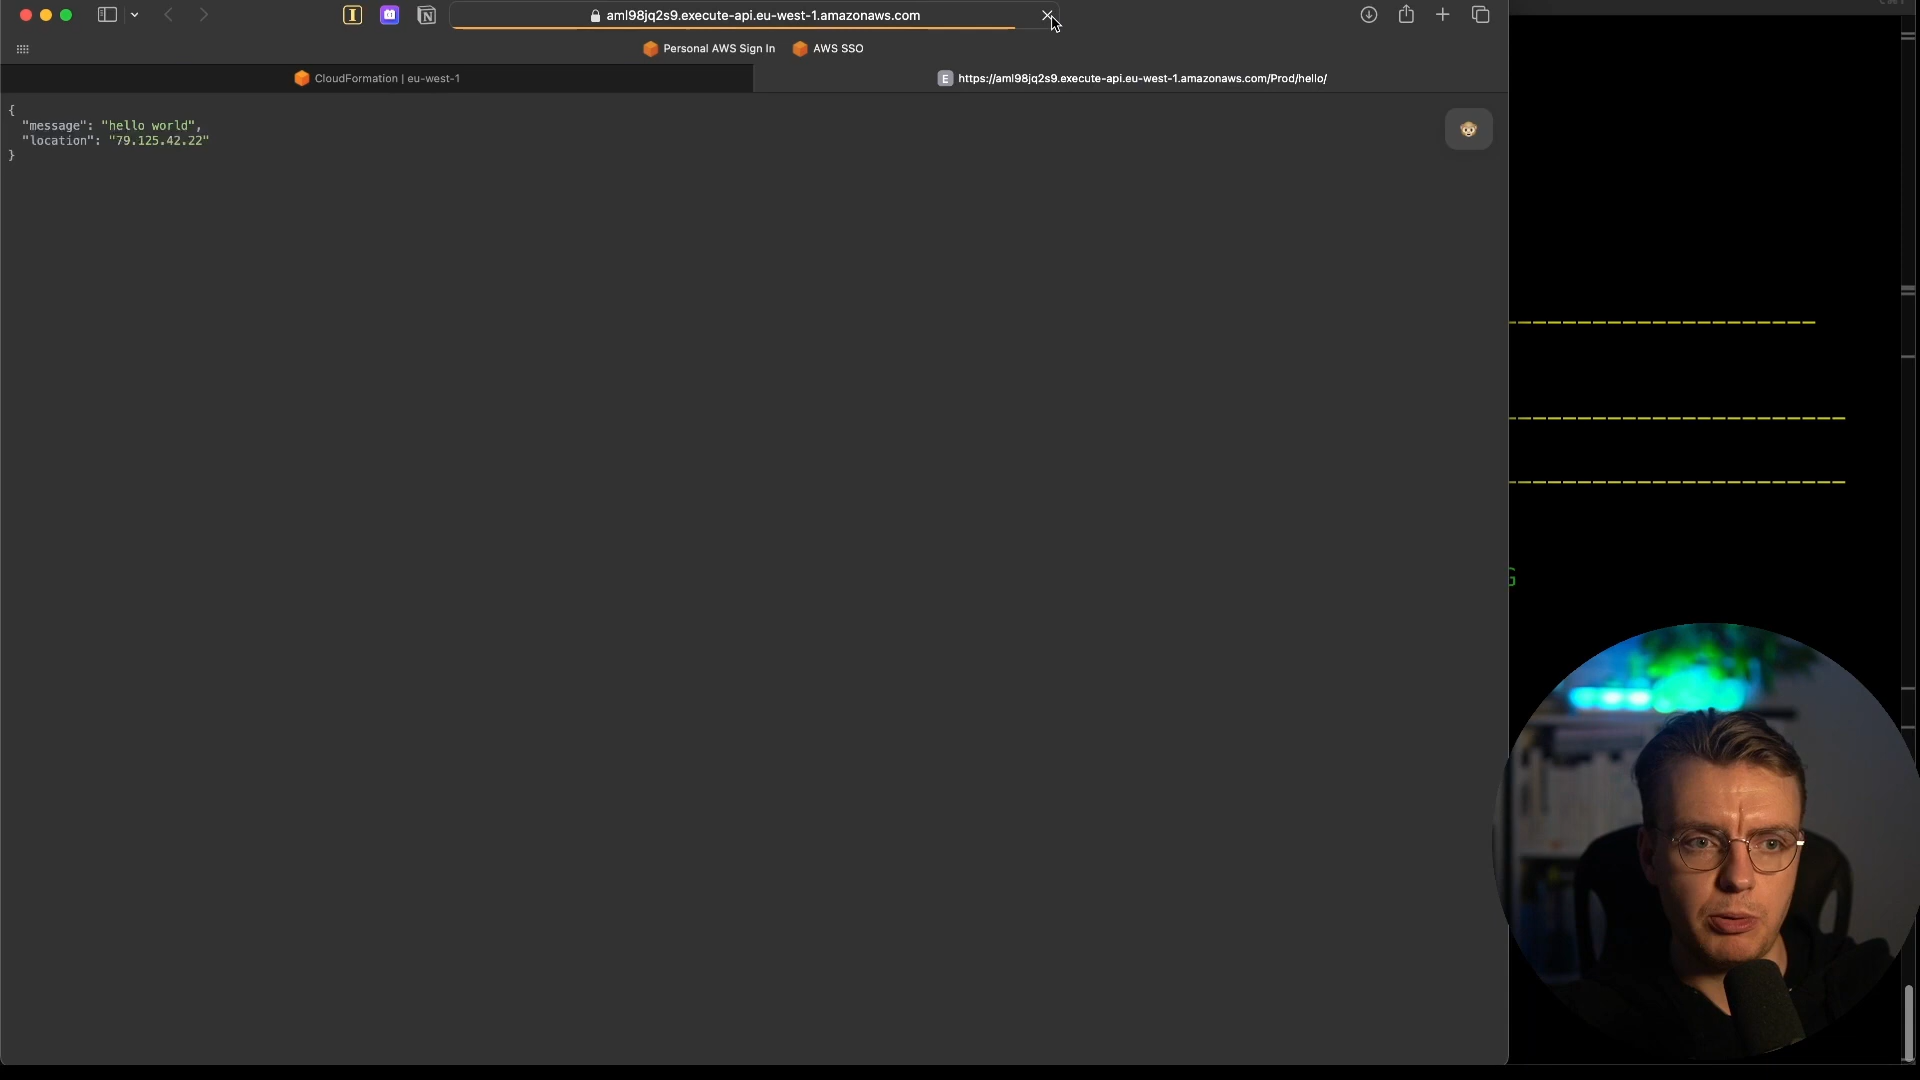 aml98jq2s9.execute-api.eu-west-1.amazonaws.com
Personal AWS Sign In
AWS SSO
CloudFormation | eu-west-1
E
https://aml98jq2s9.execute-api.eu-west-1.amazonaws.com/Prod/hello/
{
"message": "hello world",
"location": "79.125.42.22"
}
G